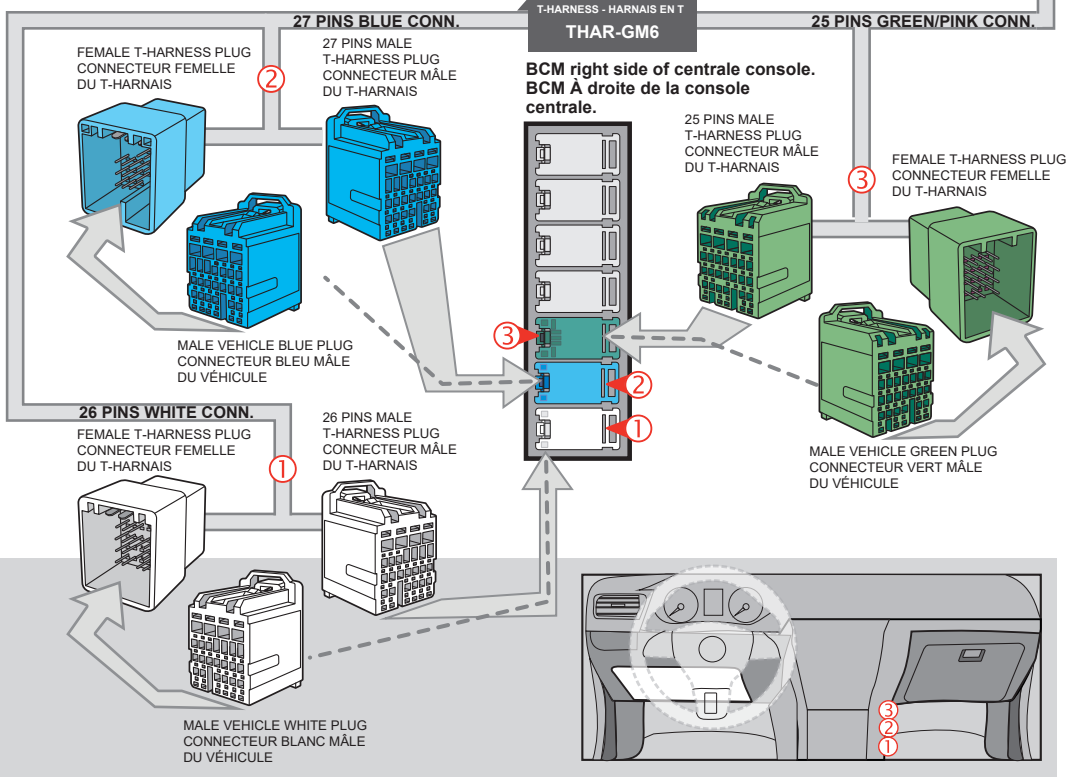 T-HARNESS - HARNAIS EN T
THAR-GM6
27 PINS BLUE CONN.
25 PINS GREEN/PINK CONN.
FEMALE T-HARNESS PLUG
CONNECTEUR FEMELLE
DU T-HARNAIS
2
27 PINS MALE
T-HARNESS PLUG
CONNECTEUR MÂLE
DU T-HARNAIS
BCM right side of centrale console.
BCM À droite de la console
centrale.
25 PINS MALE
T-HARNESS PLUG
CONNECTEUR MÂLE
DU T-HARNAIS
3
FEMALE T-HARNESS PLUG
CONNECTEUR FEMELLE
DU T-HARNAIS
MALE VEHICLE BLUE PLUG
CONNECTEUR BLEU MÂLE
DU VÉHICULE
3
2
1
MALE VEHICLE GREEN PLUG
CONNECTEUR VERT MÂLE
DU VÉHICULE
26 PINS WHITE CONN.
FEMALE T-HARNESS PLUG
CONNECTEUR FEMELLE
DU T-HARNAIS
1
26 PINS MALE
T-HARNESS PLUG
CONNECTEUR MÂLE
DU T-HARNAIS
MALE VEHICLE WHITE PLUG
CONNECTEUR BLANC MÂLE
DU VÉHICULE
3
2
1